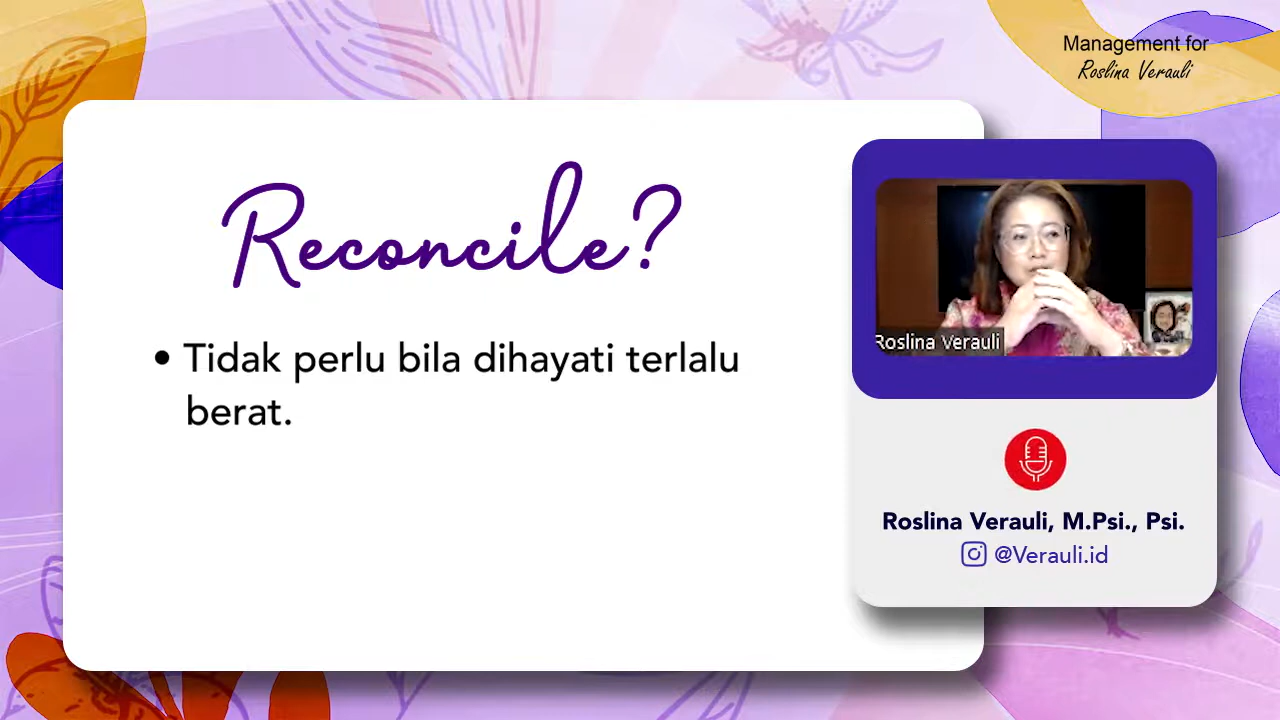 Management for
Roslina Verauli
Reconcile?
• Tidak perlu bila dihayati terlalu
berat.
Roslina Verauli
Roslina Verauli, M.Psi., Psi.
@Verauli.id